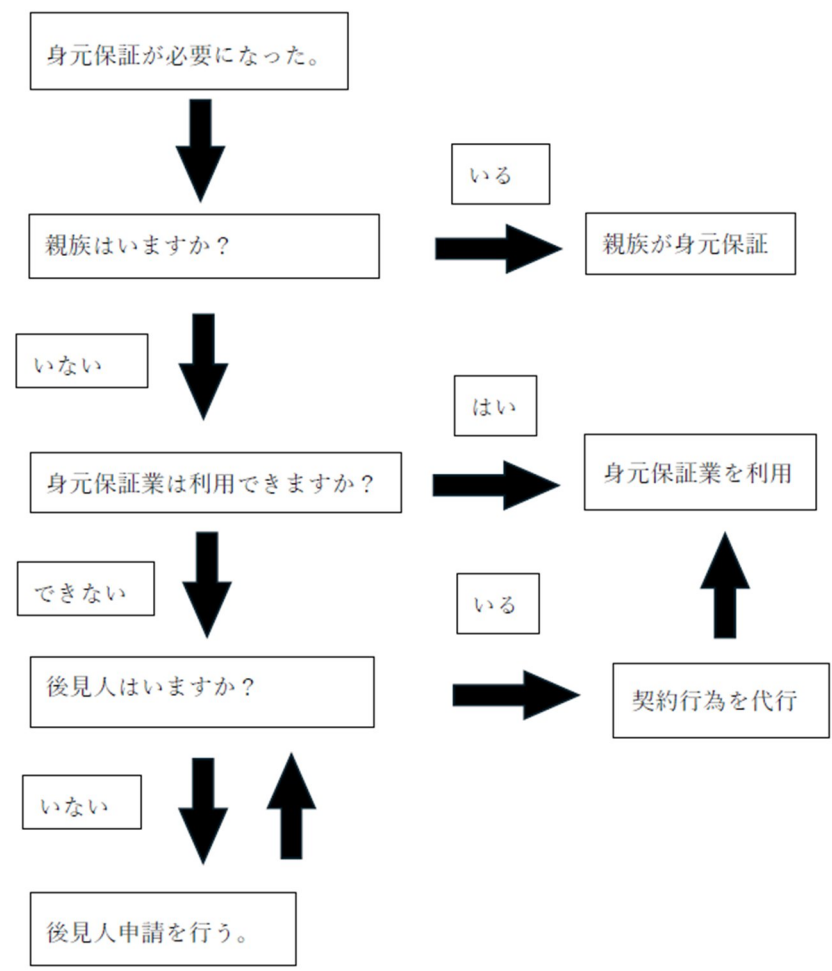 身元保証が必要になった。
いる
親族はいますか？
親族が身元保証
いない
はい
身元保証業は利用できますか？
身元保証業を利用
できない
いる
後見人はいますか？
契約行為を代行
いない
後見人申請を行う。